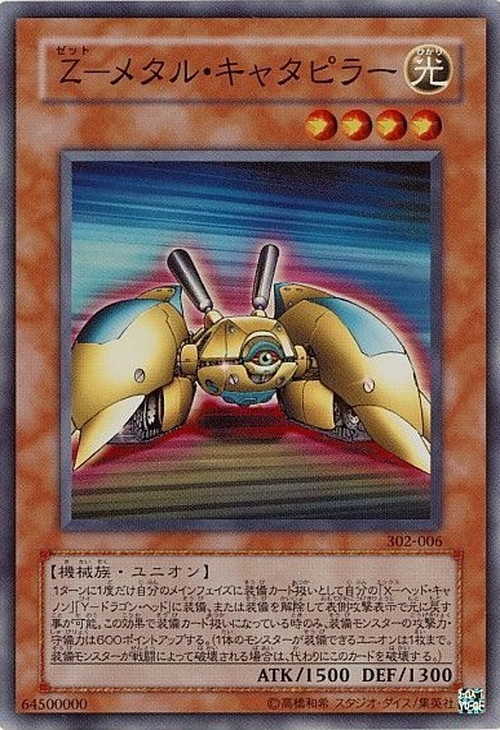 ゼット
Z－メタル・キャタピラー
ひかり
光
302-006
【機械族・ユニオン】
1ターンに1度だけ自分のメインフェイズに装備カード扱いとして自分の「X－ヘッド・キャ
ノン」「Y－ドラゴン・ヘッド」に装備、または装備を解除して表側攻撃表示で元に戻す
事が可能。この効果で装備カード扱いになっている時のみ、装備モンスターの攻撃力・
守備力は600ポイントアップする。(1体のモンスターが装備できるユニオンは1枚まで。
装備モンスターが戦闘によって破壊される場合は、代わりにこのカードを破壊する。)
ATK/1500 DEF/1300
64500000
©高橋和希 スタジオ・ダイス/集英社